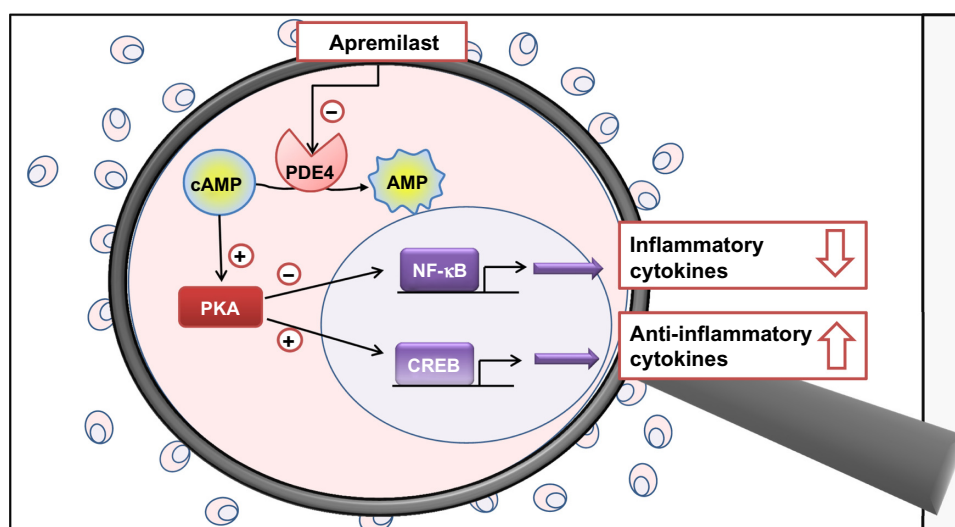 Apremilast
−
PDE4
cAMP
AMP
+
−
PKA
+
NF-κB
CREB
Inflammatory
cytokines
Anti-inflammatory
cytokines